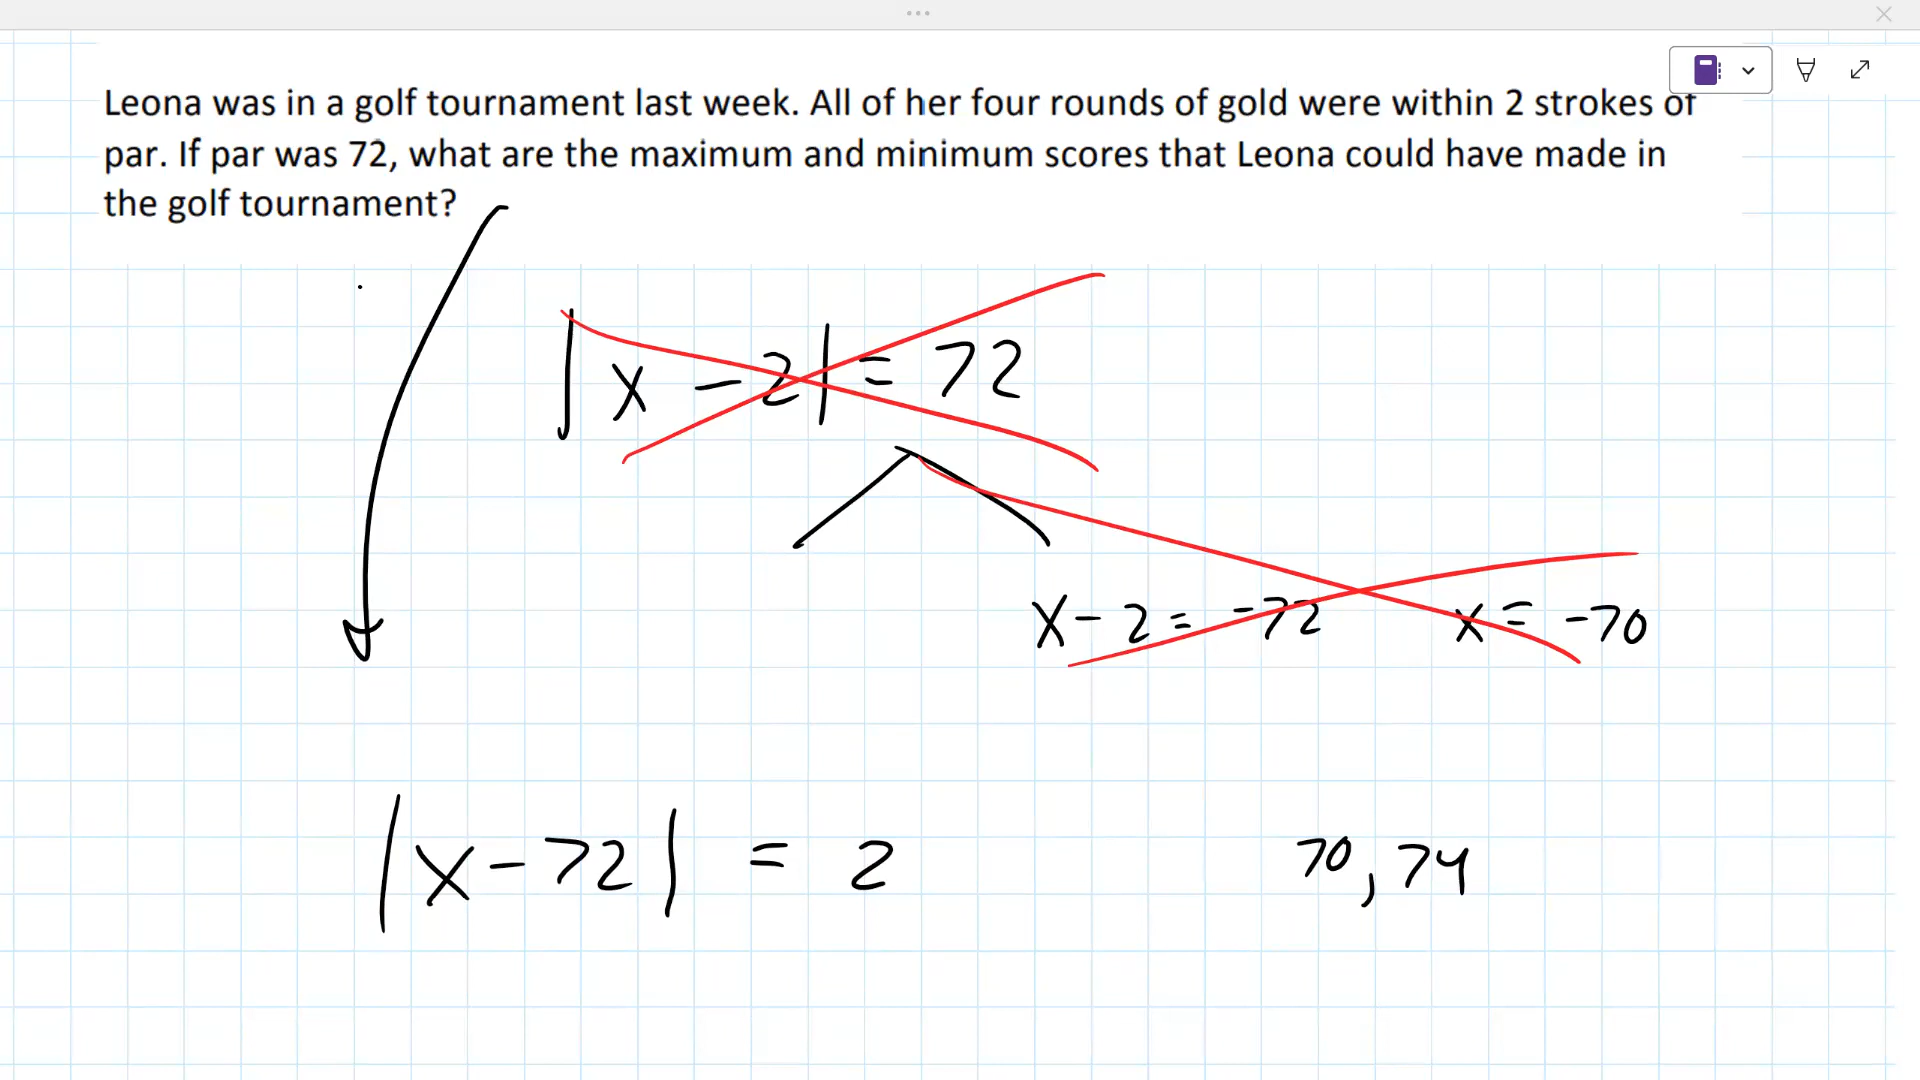 Leona was in a golf tournament last week. All of her four rounds of gold were within 2 strokes of
par. If par was 72, what are the maximum and minimum scores that Leona could have made in
the golf tournament?
|x - 2| = 72
x - 2 = -72 x = -70
|x - 72| = 2 70, 74